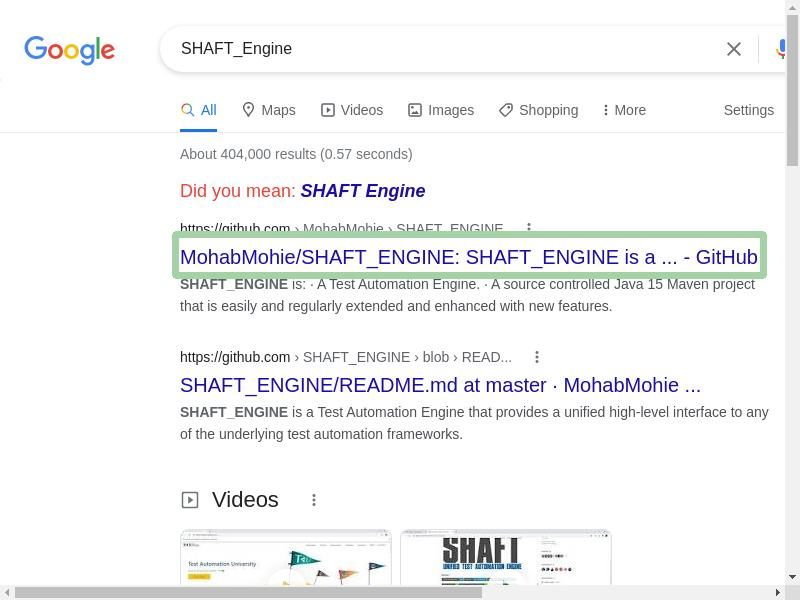 Google
SHAFT_Engine
All Maps Videos Images Shopping More Settings
About 404,000 results (0.57 seconds)
Did you mean: SHAFT Engine
https://github.com › MohabMohie › SHAFT_ENGINE
MohabMohie/SHAFT_ENGINE: SHAFT_ENGINE is a ... - GitHub
SHAFT_ENGINE is: · A Test Automation Engine. · A source controlled Java 15 Maven project
that is easily and regularly extended and enhanced with new features.
https://github.com › SHAFT_ENGINE › blob › READ...
SHAFT_ENGINE/README.md at master · MohabMohie ...
SHAFT_ENGINE is a Test Automation Engine that provides a unified high-level interface to any
of the underlying test automation frameworks.
Videos
Test Automation University
SHAFT
UNIFIED TEST AUTOMATION ENGINE